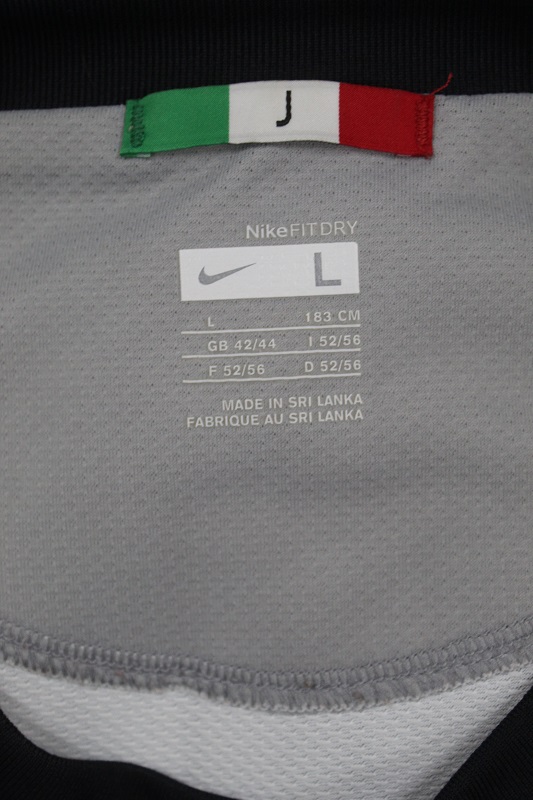 J
NikeFITDRY
L
L 183 CM
GB 42/44 I 52/56
F 52/56 D 52/56
MADE IN SRI LANKA
FABRIQUE AU SRI LANKA